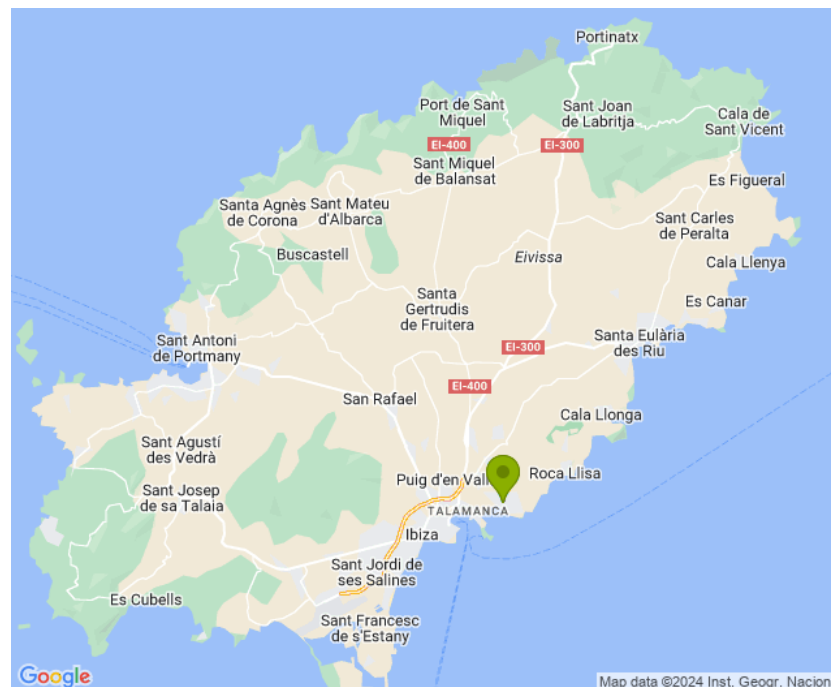 Portinatx
Port de Sant
Miquel
Sant Joan
de Labritja
Cala de
Sant Vicent
EI-400
EI-300
Sant Miquel
de Balansat
Es Figueral
Santa Agnès
de Corona
Sant Mateu
d'Albarca
Sant Carles
de Peralta
Buscastell
Eivissa
Cala Llenya
Santa
Gertrudis
de Fruitera
Es Canar
Sant Antoni
de Portmany
Santa Eulària
des Riu
EI-300
EI-400
San Rafael
Cala Llonga
Sant Agustí
des Vedrà
Puig d'en Vall
Roca Llisa
Sant Josep
de sa Talaia
TALAMANCA
Ibiza
Sant Jordi de
ses Salines
Es Cubells
Sant Francesc
de s'Estany
Google
Map data ©2024 Inst. Geogr. Nacion